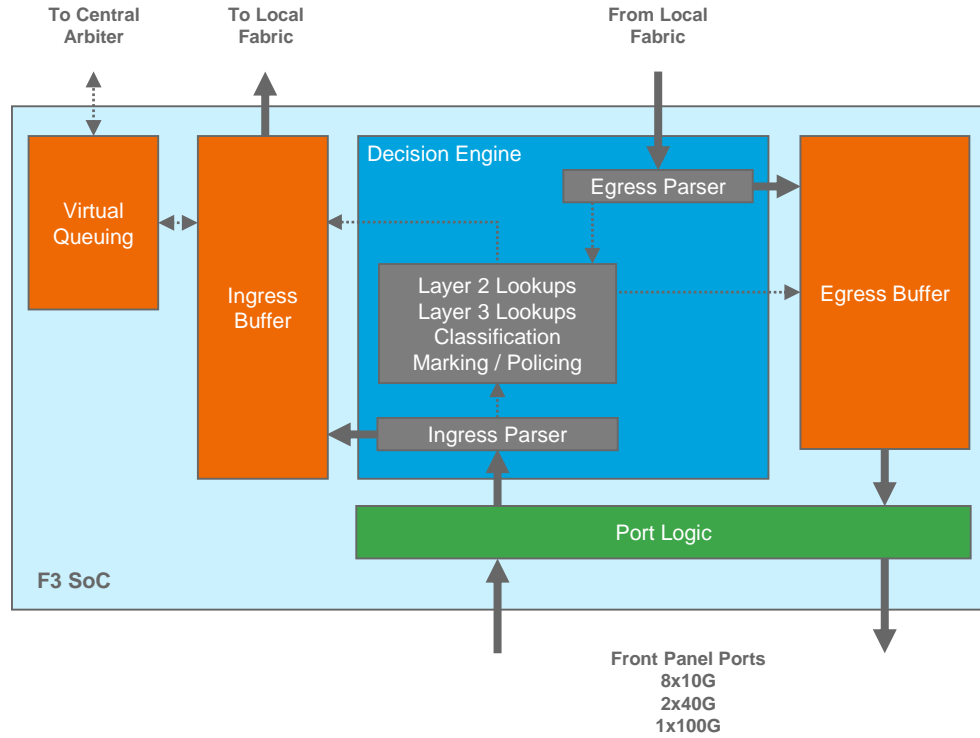 To Central
Arbiter
To Local
Fabric
From Local
Fabric
Decision Engine
Egress Parser
Virtual
Queuing
Ingress
Buffer
Layer 2 Lookups
Layer 3 Lookups
Classification
Marking / Policing
Egress Buffer
Ingress Parser
Port Logic
F3 SoC
Front Panel Ports
8x10G
2x40G
1x100G